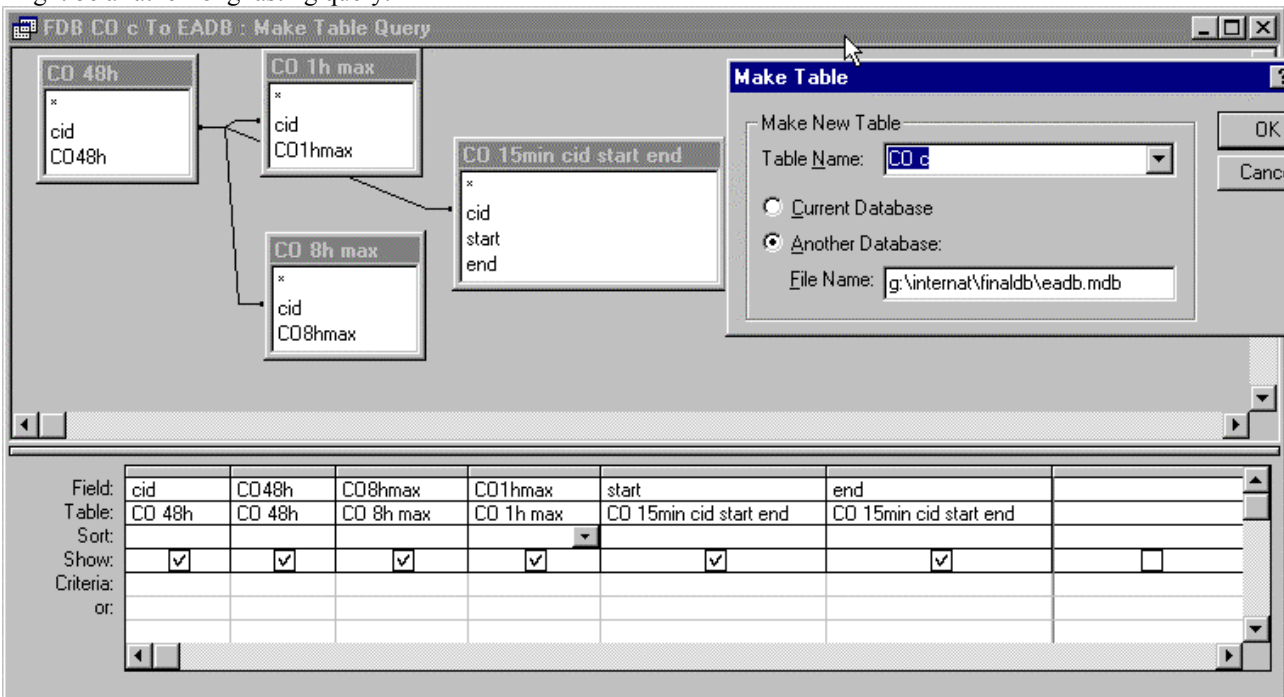 FDB CO c To EADB : Make Table Query
CO 48h
*
cid
CO48h
CO 1h max
*
cid
CO1hmax
CO 8h max
*
cid
CO8hmax
CO 15min cid start end
*
cid
start
end
Make Table
Make New Table
Table Name: CO c
Current Database
Another Database:
File Name: g:\internat\finaldb\eadb.mdb
OK
Canc
Field: cid CO48h CO8hmax CO1hmax start end
Table: CO 48h CO 48h CO 8h max CO 1h max CO 15min cid start end CO 15min cid start end
Sort:
Show:
Criteria:
or: